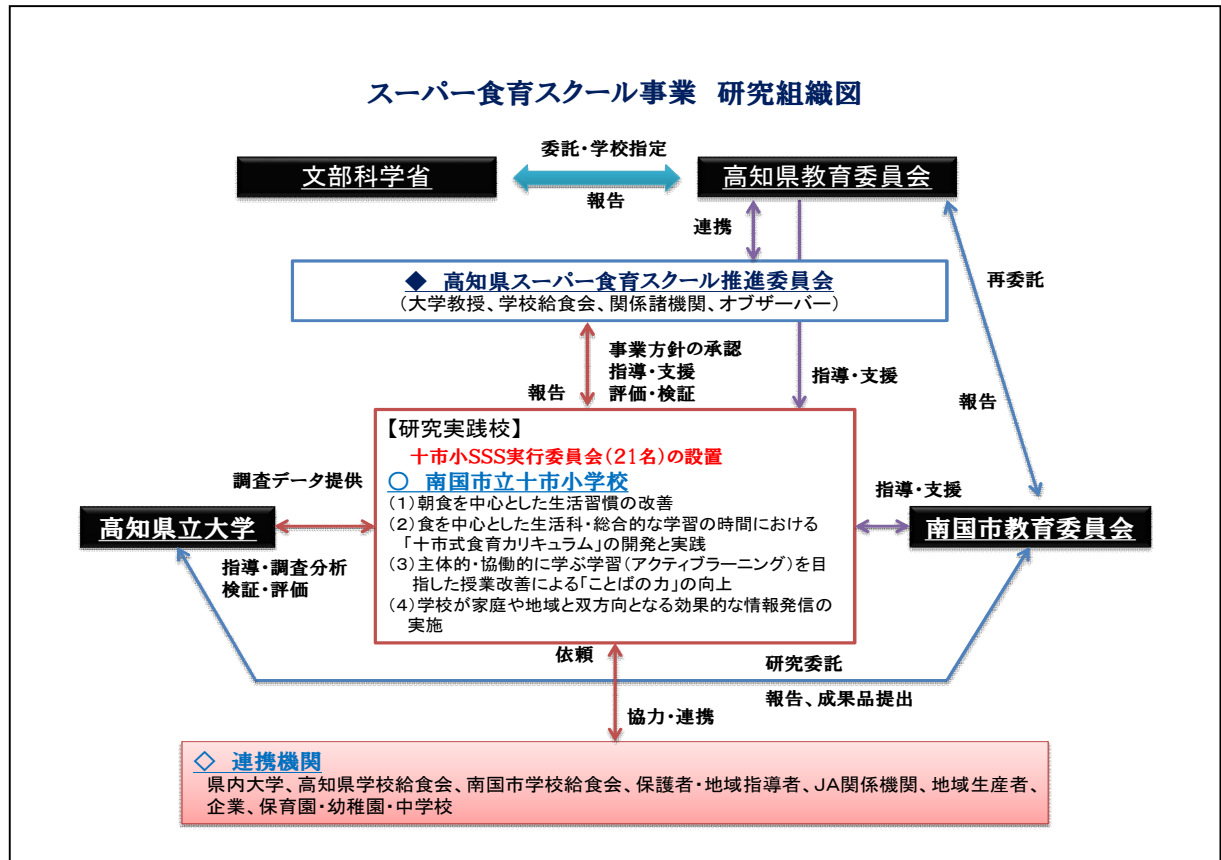 スーパー食育スクール事業 研究組織図
委託・学校指定
文部科学省
高知県教育委員会
報告
連携
◆ 高知県スーパー食育スクール推進委員会
(大学教授、学校給食会、関係諸機関、オブザーバー)
再委託
事業方針の承認
指導・支援
評価・検証
報告
指導・支援
報告
【研究実践校】
十市小SSS実行委員会(21名)の設置
○ 南国市立十市小学校
(1)朝食を中心とした生活習慣の改善
(2)食を中心とした生活科・総合的な学習の時間における
「十市式食育カリキュラム」の開発と実践
(3)主体的・協働的に学ぶ学習(アクティブラーニング)を目
指した授業改善による「ことばの力」の向上
(4)学校が家庭や地域と双方向となる効果的な情報発信の
実施
調査データ提供
高知県立大学
指導・調査分析
検証・評価
指導・支援
南国市教育委員会
依頼
研究委託
報告、成果品提出
協力・連携
◇ 連携機関
県内大学、高知県学校給食会、南国市学校給食会、保護者・地域指導者、JA関係機関、地域生産者、
企業、保育園・幼稚園・中学校